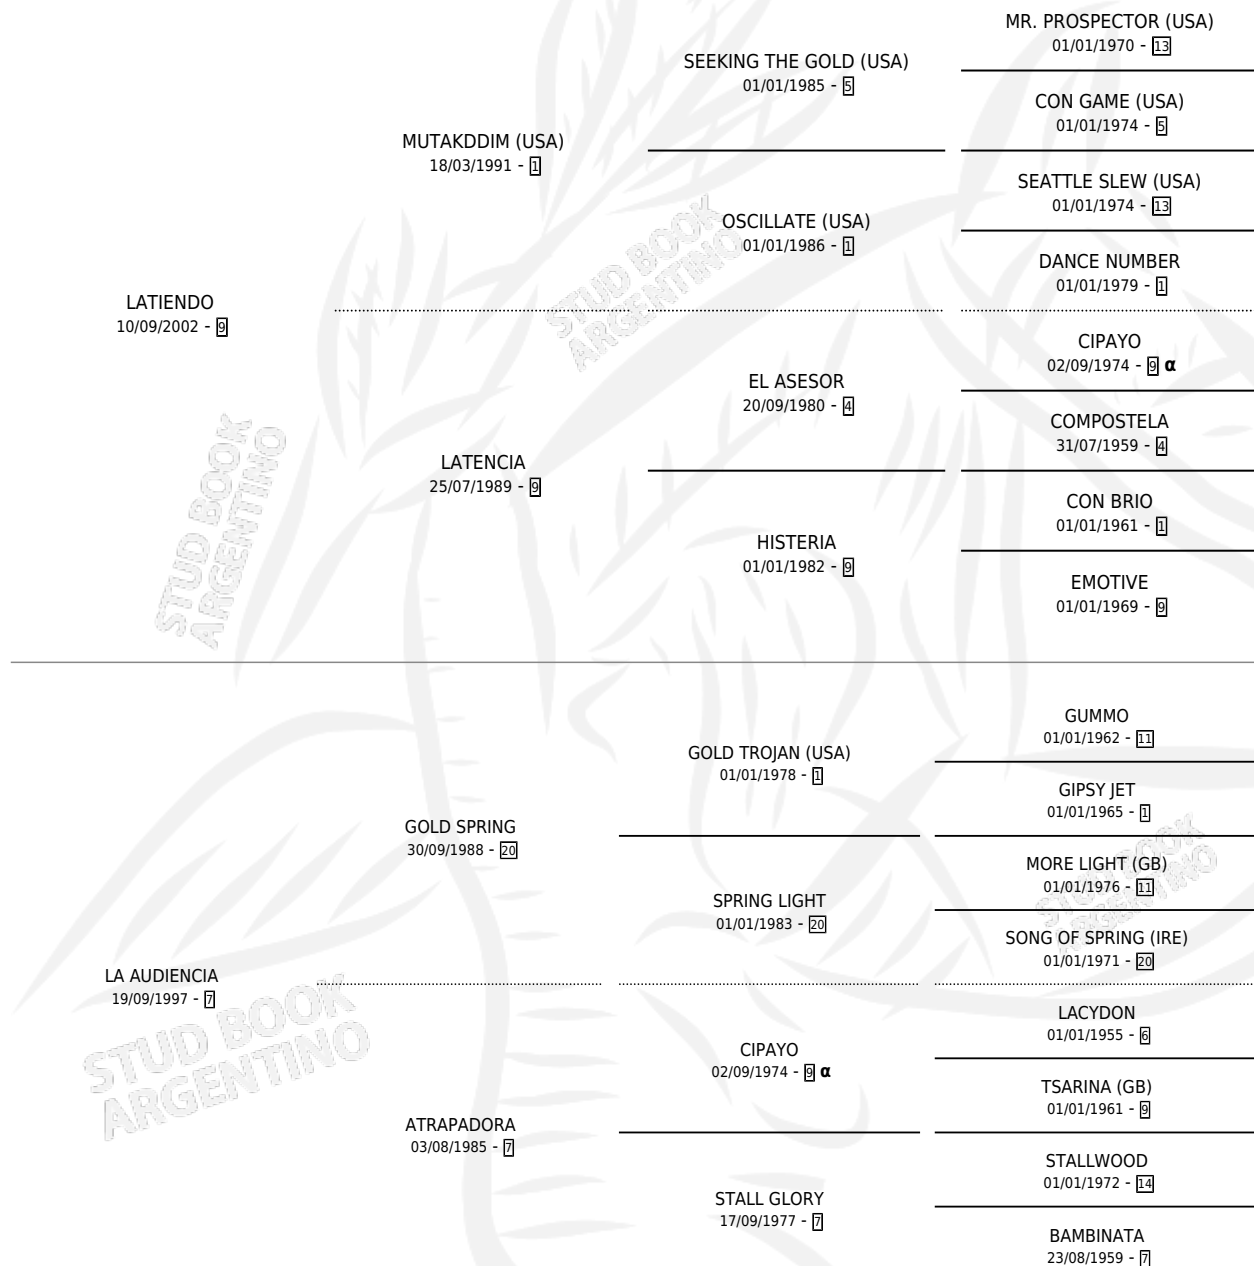 MR. PROSPECTOR (USA)
01/01/1970 - 13
SEEKING THE GOLD (USA)
01/01/1985 - 5
CON GAME (USA)
01/01/1974 - 5
MUTAKDDIM (USA)
18/03/1991 - 1
SEATTLE SLEW (USA)
01/01/1974 - 13
OSCILLATE (USA)
01/01/1986 - 1
DANCE NUMBER
01/01/1979 - 1
LATIENDO
10/09/2002 - 9
CIPAYO
02/09/1974 - 9 α
EL ASESOR
20/09/1980 - 4
COMPOSTELA
31/07/1959 - 4
LATENCIA
25/07/1989 - 9
CON BRIO
01/01/1961 - 1
HISTERIA
01/01/1982 - 9
EMOTIVE
01/01/1969 - 9
GUMMO
01/01/1962 - 11
GOLD TROJAN (USA)
01/01/1978 - 1
GIPSY JET
01/01/1965 - 1
GOLD SPRING
30/09/1988 - 20
MORE LIGHT (GB)
01/01/1976 - 11
SPRING LIGHT
01/01/1983 - 20
SONG OF SPRING (IRE)
01/01/1971 - 20
LA AUDIENCIA
19/09/1997 - 7
LACYDON
01/01/1955 - 6
CIPAYO
02/09/1974 - 9 α
TSARINA (GB)
01/01/1961 - 9
ATRAPADORA
03/08/1985 - 7
STALLWOOD
01/01/1972 - 14
STALL GLORY
17/09/1977 - 7
BAMBINATA
23/08/1959 - 7
STUD BOOK
ARGENTINO
STUD BOOK
ARGENTINO
STUD BOOK
ARGENTINO
STUD BOOK
ARGENTINO